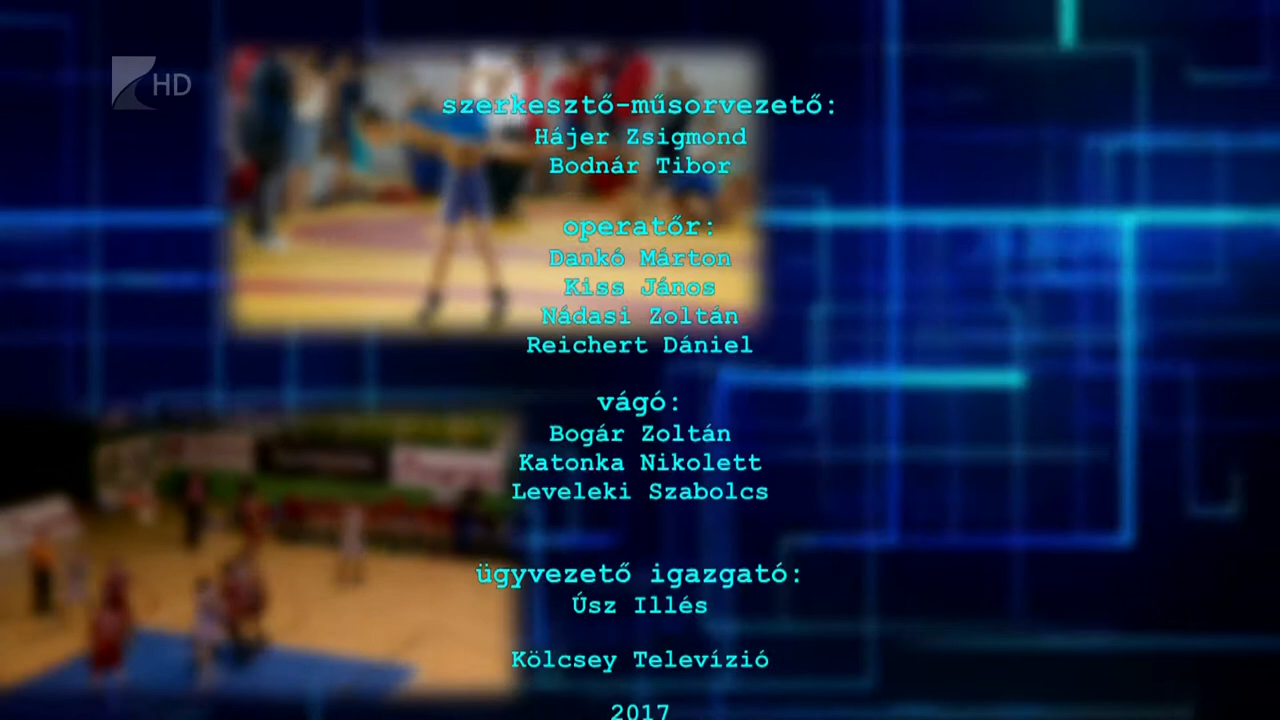 HD
szerkesztő-műsorvezető:
Hájer Zsigmond
Bodnár Tibor
operatőr:
Dankó Márton
Kiss János
Nádasi Zoltán
Reichert Dániel
vágó:
Bogár Zoltán
Katonka Nikolett
Leveleki Szabolcs
ügyvezető igazgató:
Úsz Illés
Kölcsey Televízió
2017